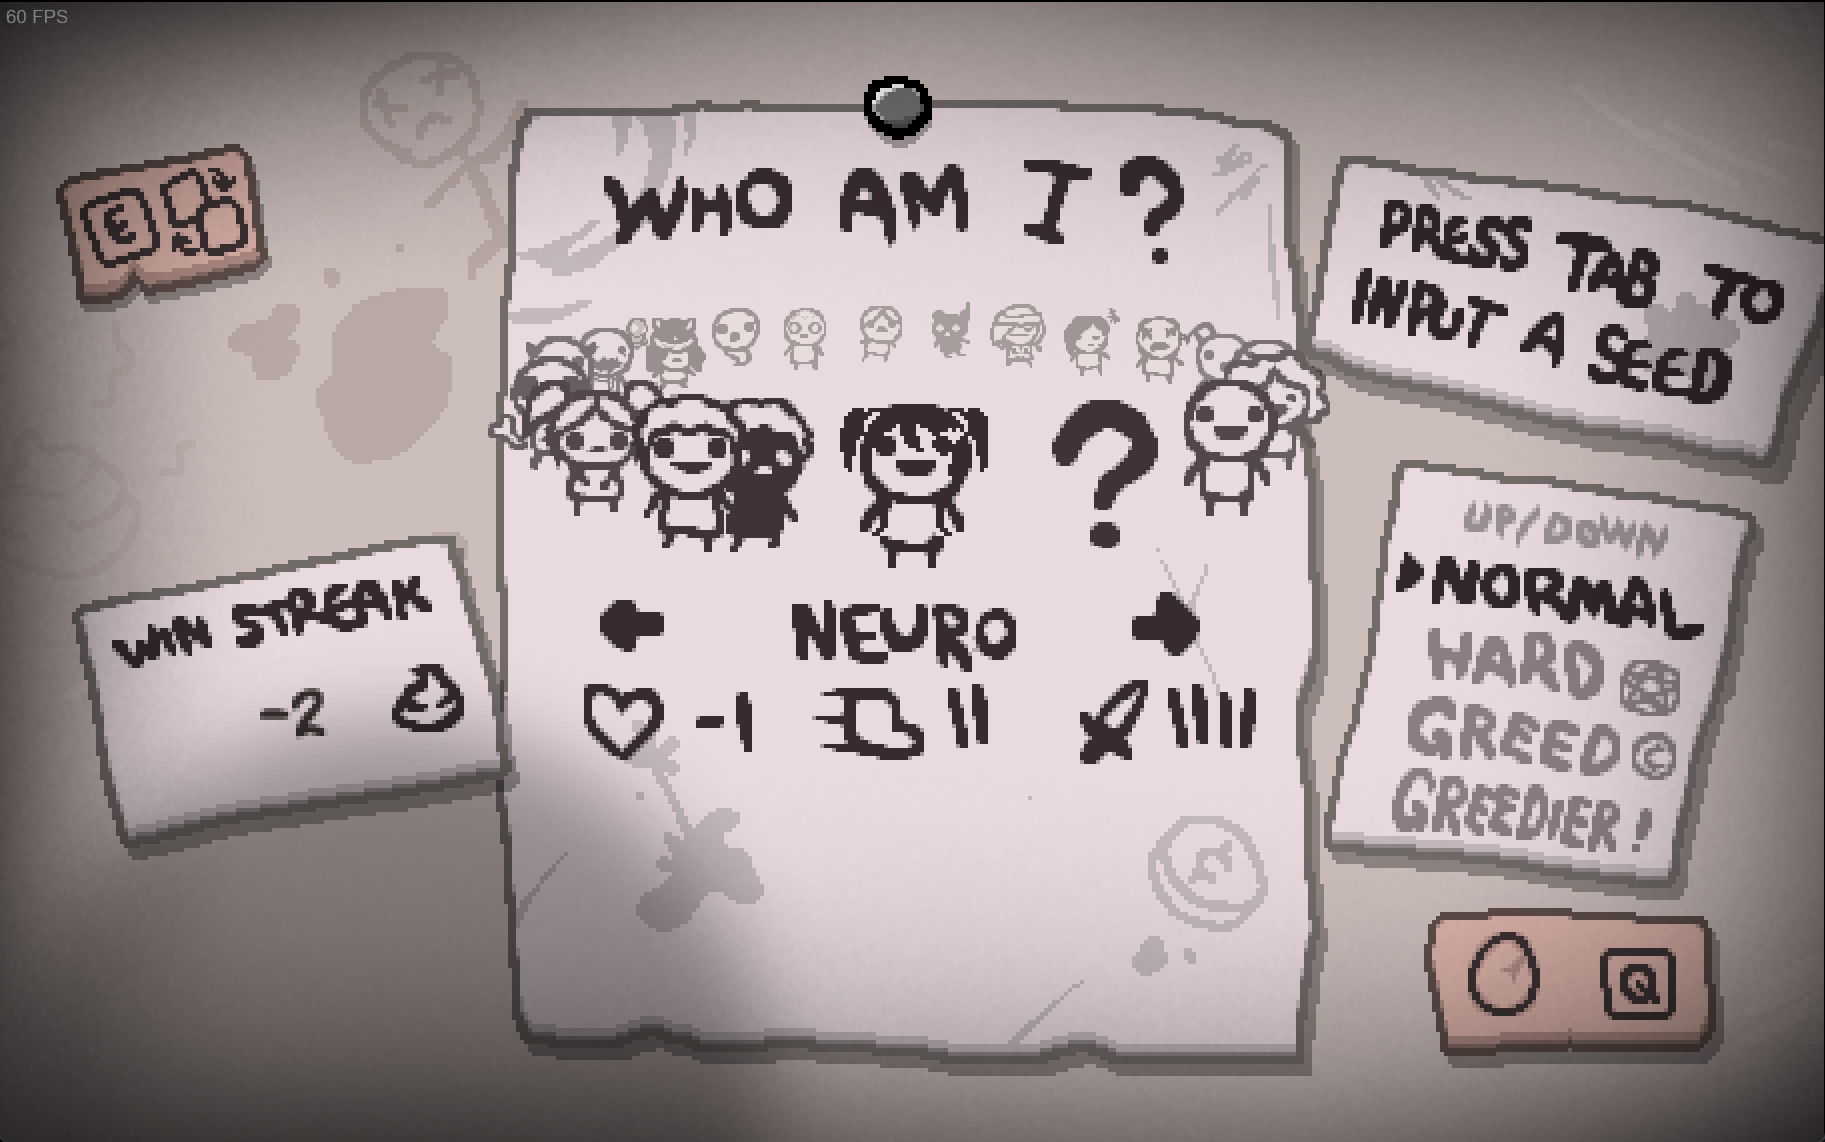 60 FPS
WHO AM I?
E
PRESS TAB TO
INPUT A SEED
?
UP/DOWN
NORMAL
HARD
GREED
GREEDIER!
WIN STREAK
-2
NEURO
-1
Q